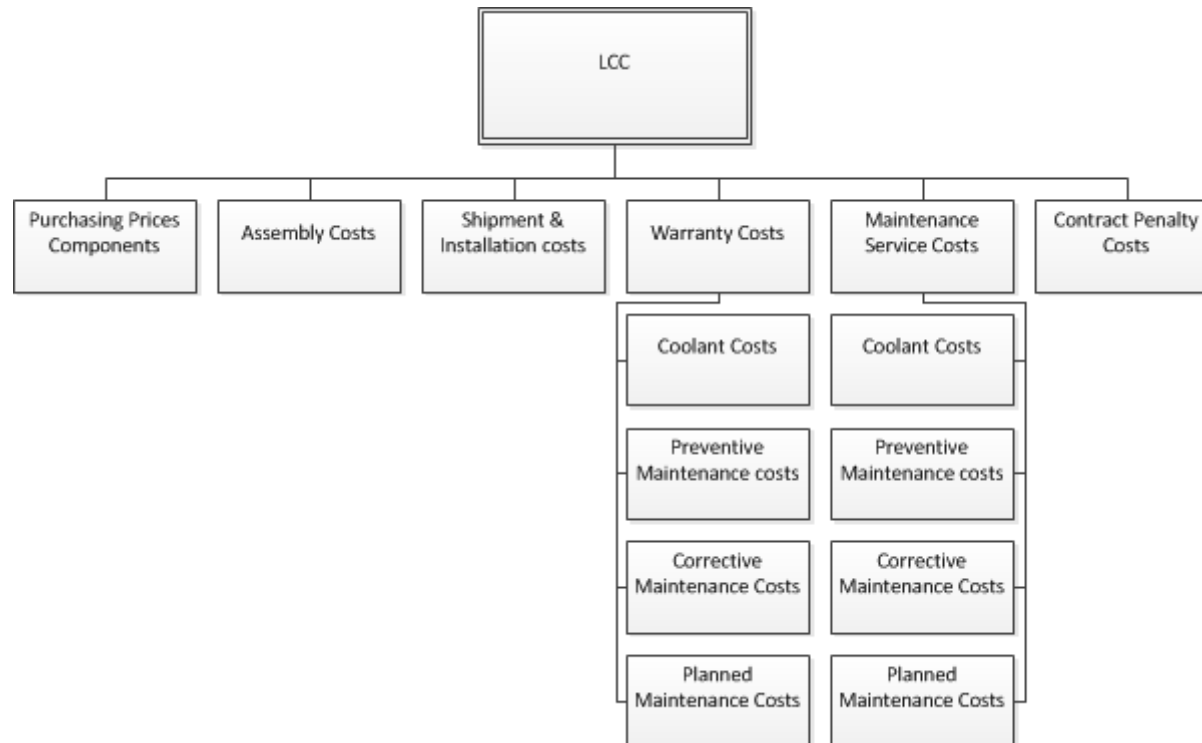 LCC
Purchasing Prices
Components
Assembly Costs
Shipment &
Installation costs
Warranty Costs
Maintenance
Service Costs
Contract Penalty
Costs
Coolant Costs
Coolant Costs
Preventive
Maintenance costs
Preventive
Maintenance costs
Corrective
Maintenance Costs
Corrective
Maintenance Costs
Planned
Maintenance Costs
Planned
Maintenance Costs